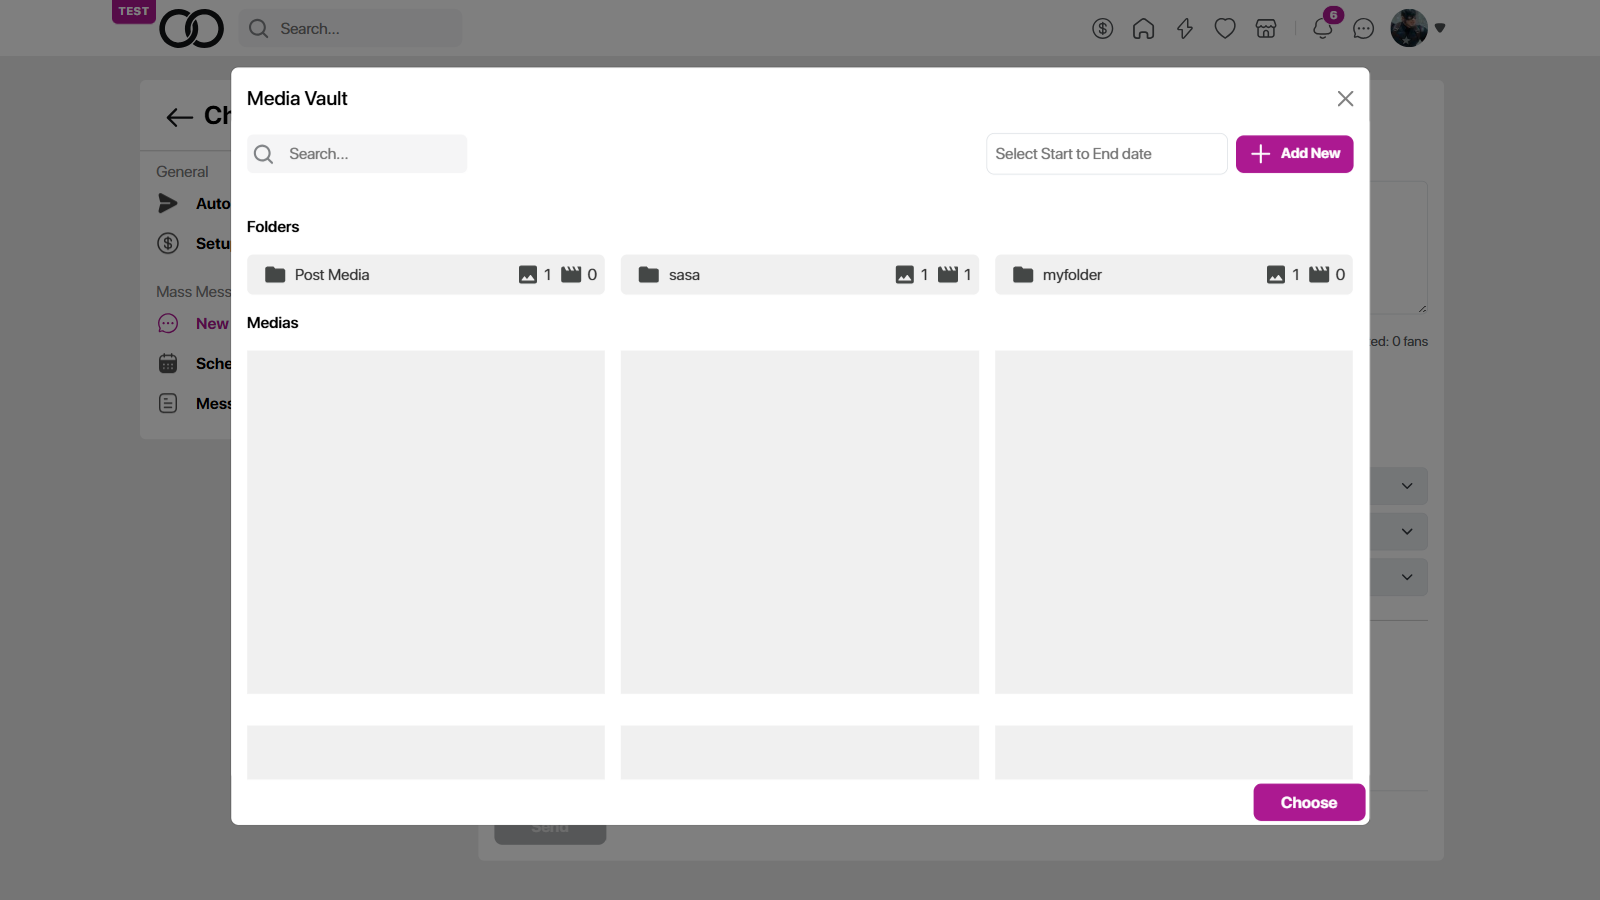 TEST
Search...
6
Ch
Media Vault
Search...
Select Start to End date
Add New
General
Auto
Setu
Folders
Post Media 1 0
sasa 1 1
myfolder 1 0
Mass Mess
New
Medias
ted: 0 fans
Sche
Mess
Choose
Send